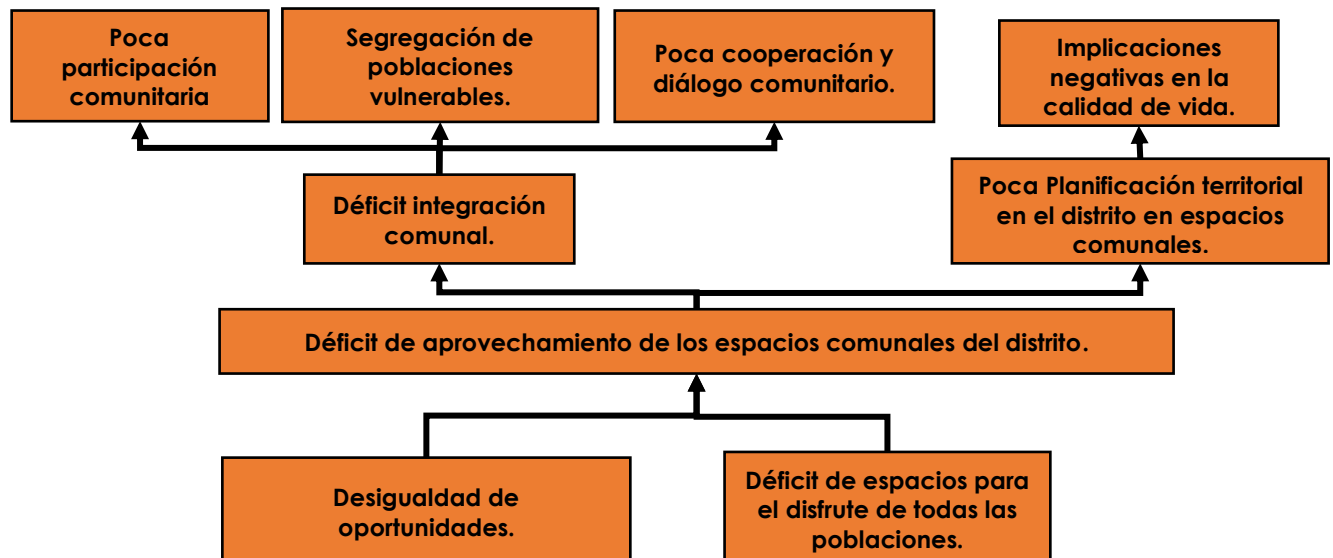 Poca
participación
comunitaria
Segregación de
poblaciones
vulnerables.
Poca cooperación y
diálogo comunitario.
Implicaciones
negativas en la
calidad de vida.
Déficit integración
comunal.
Poca Planificación territorial
en el distrito en espacios
comunales.
Déficit de aprovechamiento de los espacios comunales del distrito.
Desigualdad de
oportunidades.
Déficit de espacios para
el disfrute de todas las
poblaciones.